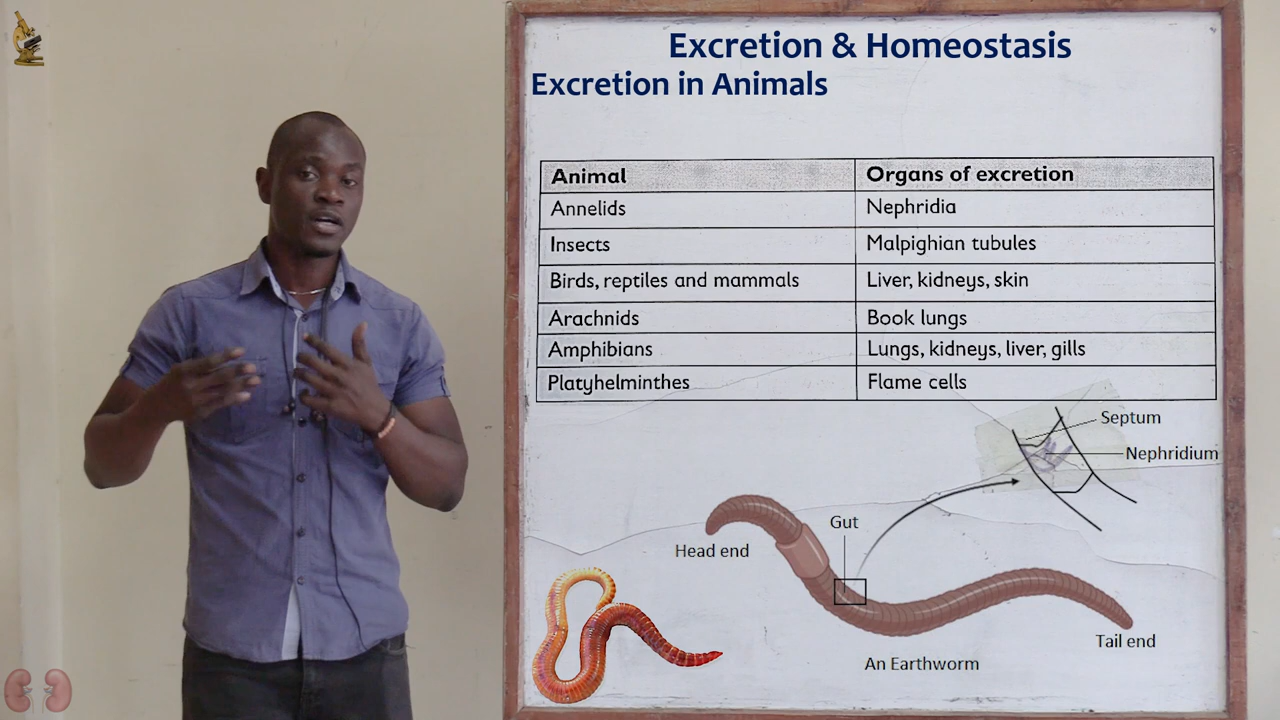 Excretion & Homeostasis
Excretion in Animals
Animal Organs of excretion
Annelids Nephridia
Insects Malpighian tubules
Birds, reptiles and mammals Liver, kidneys, skin
Arachnids Book lungs
Amphibians Lungs, kidneys, liver, gills
Platyhelminthes Flame cells
Septum
Nephridium
Gut
Head end
Tail end
An Earthworm